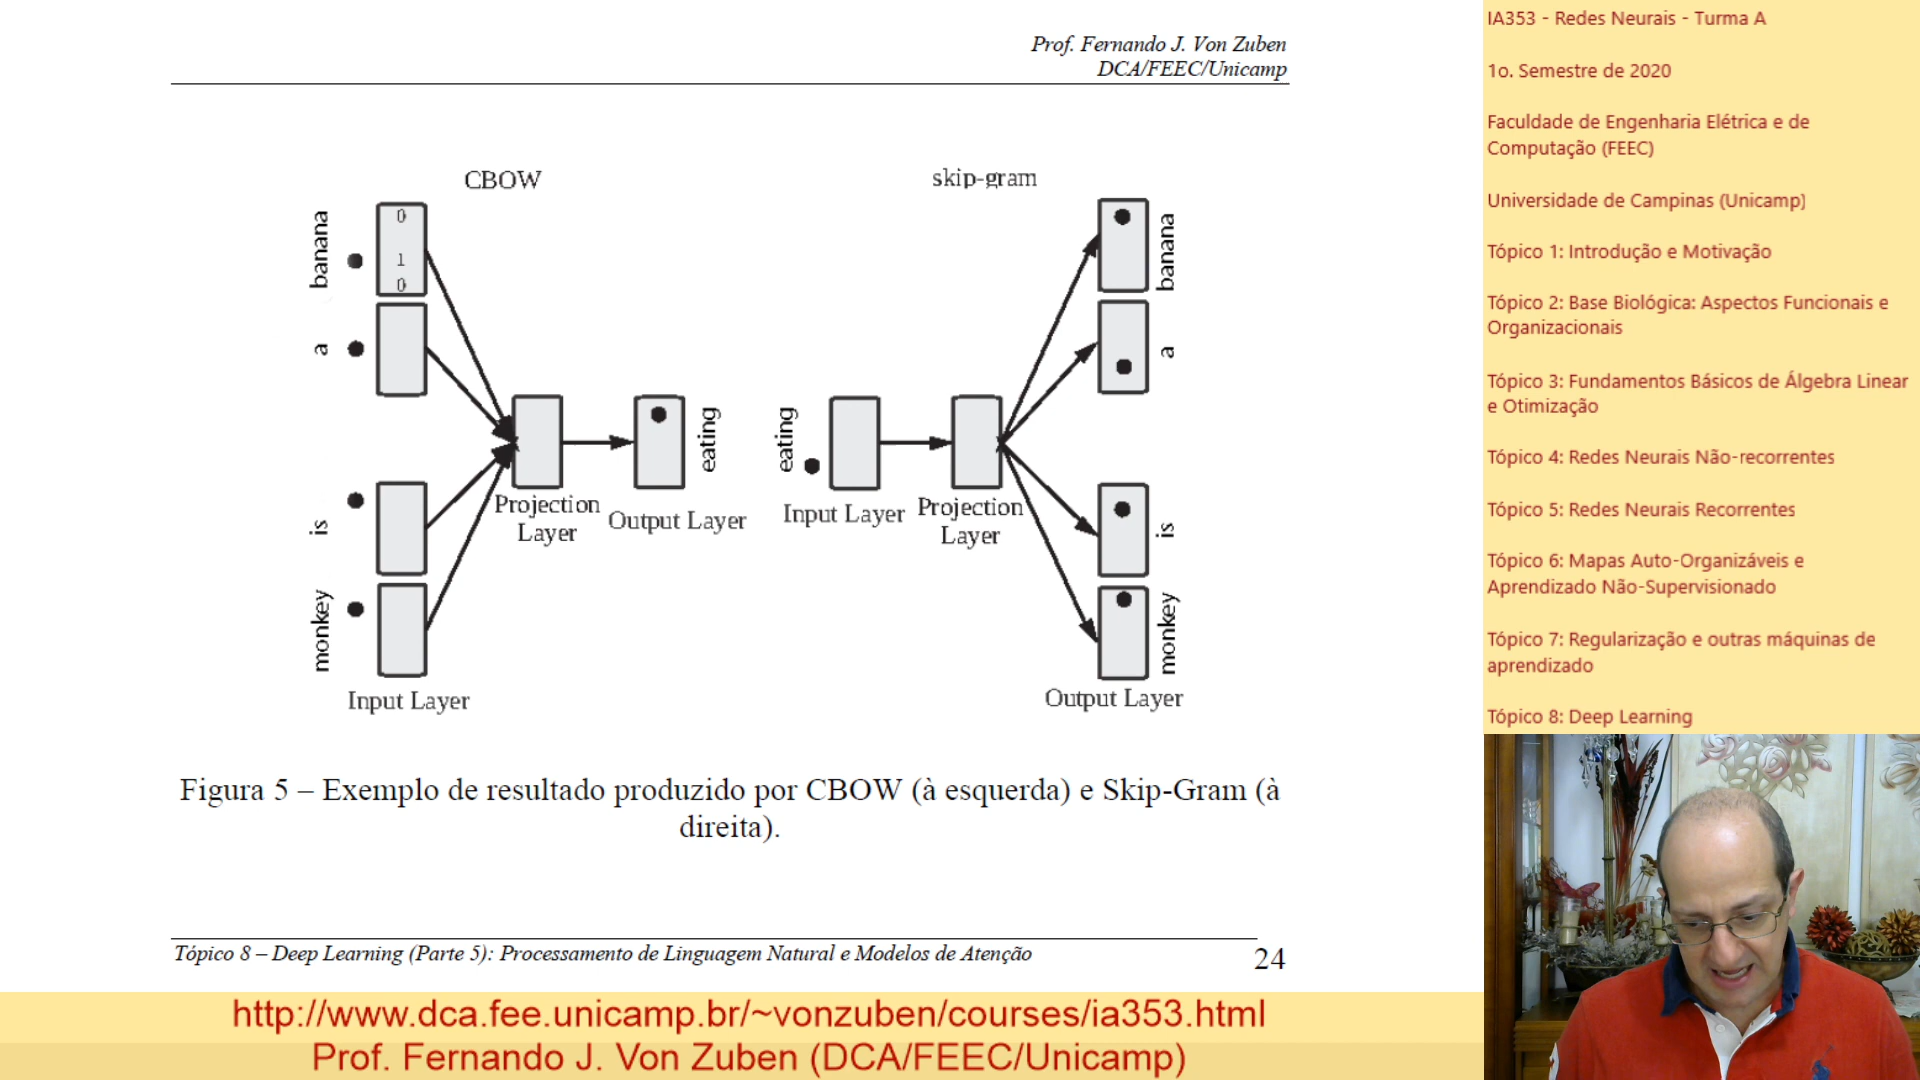 Prof. Fernando J. Von Zuben
DCA/FEEC/Unicamp
CBOW
skip-gram
banana
0
1
0
a
is
monkey
Projection
Layer
eating
Output Layer
Input Layer
eating
Input Layer
Projection
Layer
banana
a
is
monkey
Output Layer
Figura 5 – Exemplo de resultado produzido por CBOW (à esquerda) e Skip-Gram (à
direita).
Tópico 8 – Deep Learning (Parte 5): Processamento de Linguagem Natural e Modelos de Atenção
24
http://www.dca.fee.unicamp.br/~vonzuben/courses/ia353.html
Prof. Fernando J. Von Zuben (DCA/FEEC/Unicamp)
IA353 - Redes Neurais - Turma A
1o. Semestre de 2020
Faculdade de Engenharia Elétrica e de
Computação (FEEC)
Universidade de Campinas (Unicamp)
Tópico 1: Introdução e Motivação
Tópico 2: Base Biológica: Aspectos Funcionais e
Organizacionais
Tópico 3: Fundamentos Básicos de Álgebra Linear
e Otimização
Tópico 4: Redes Neurais Não-recorrentes
Tópico 5: Redes Neurais Recorrentes
Tópico 6: Mapas Auto-Organizáveis e
Aprendizado Não-Supervisionado
Tópico 7: Regularização e outras máquinas de
aprendizado
Tópico 8: Deep Learning